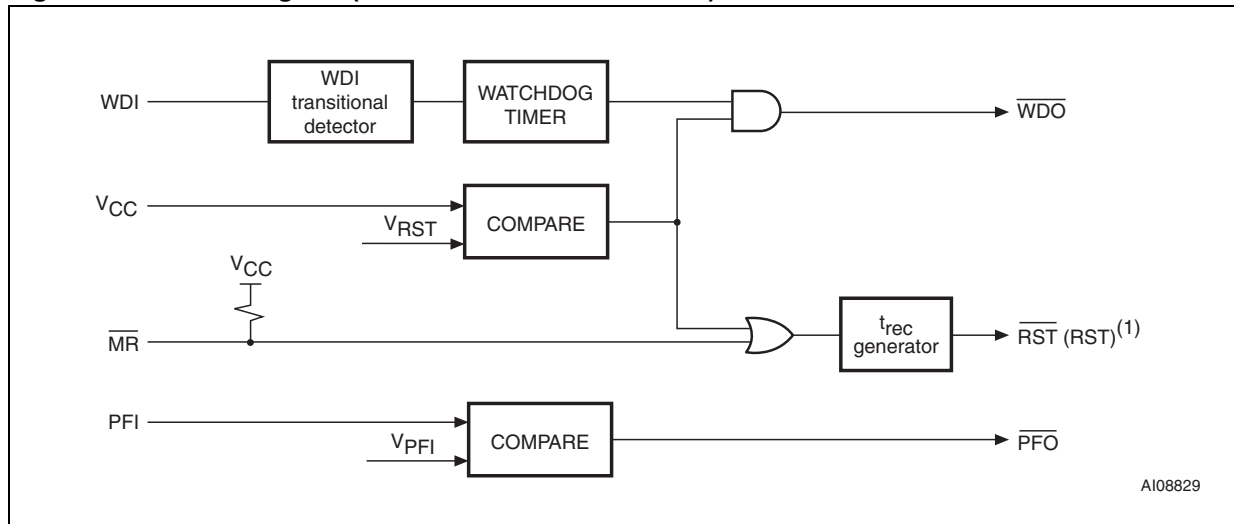 WDI
WDI
transitional
detector
WATCHDOG
TIMER
WDO
VCC
VRST
COMPARE
VCC
MR
trec
generator
RST (RST)(1)
PFI
VPFI
COMPARE
PFO
AI08829